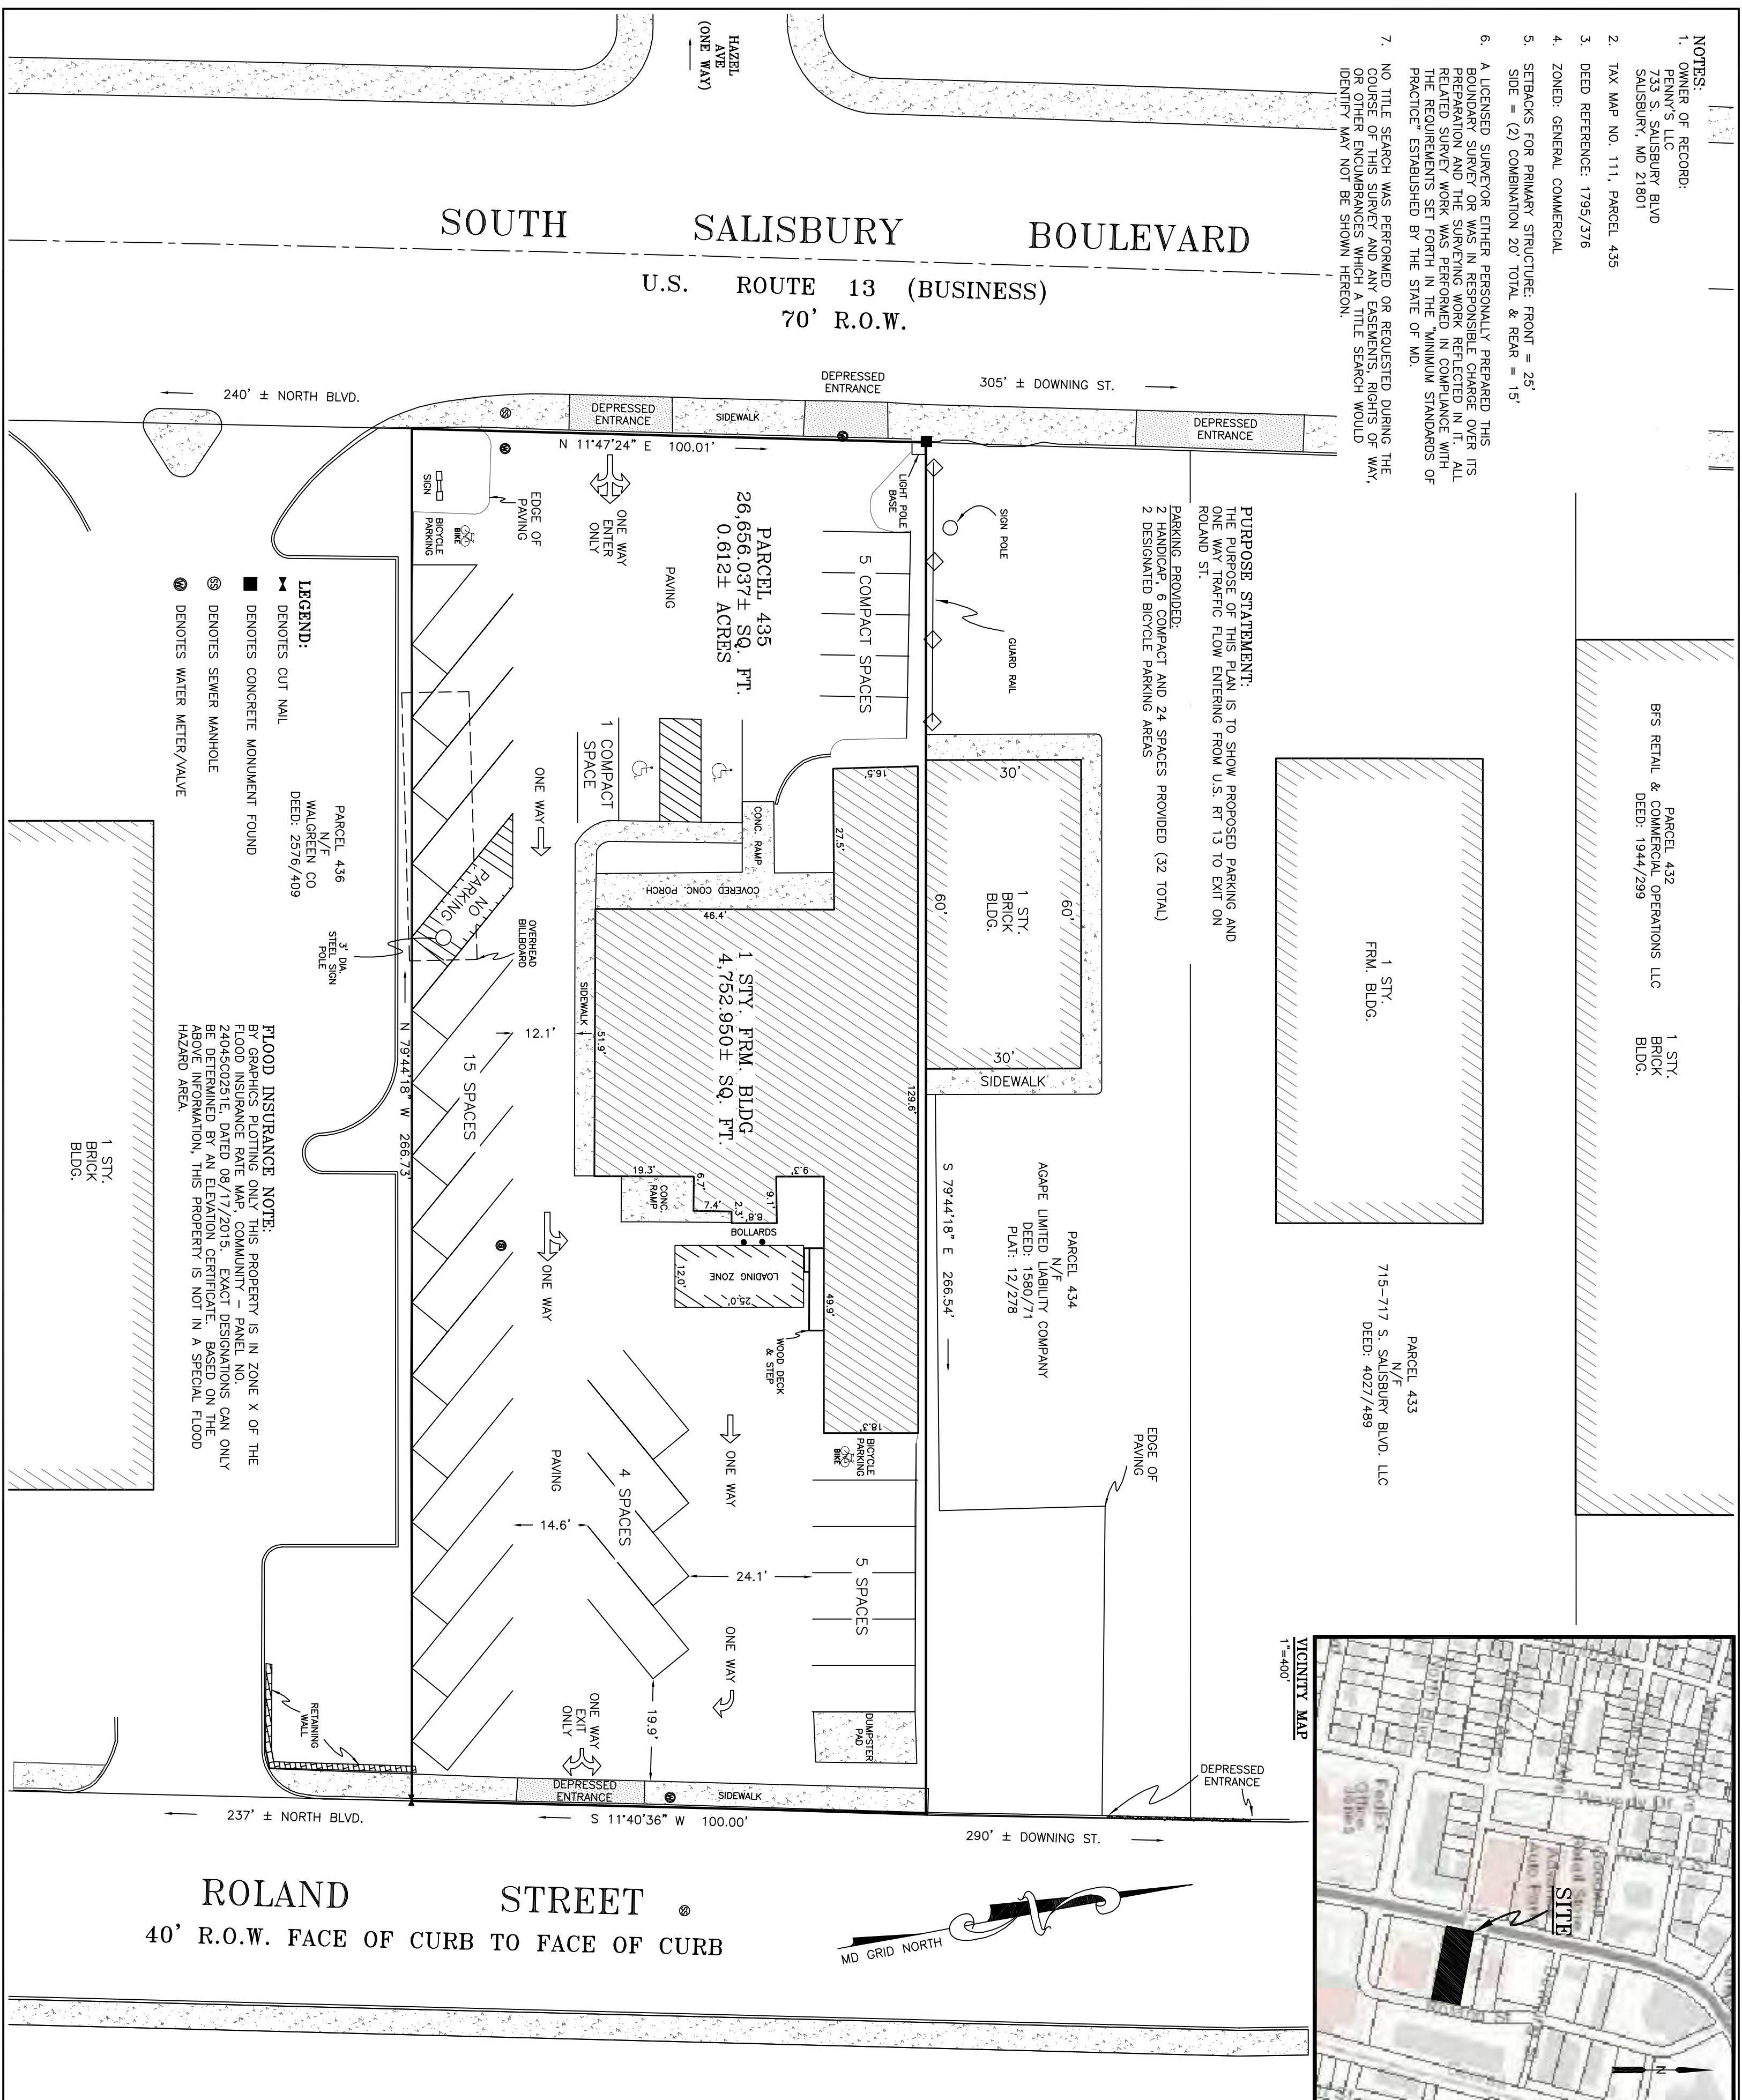 NOTES:
1. OWNER OF RECORD:
PENNY'S LLC
733 S. SALISBURY BLVD
SALISBURY, MD 21801
2. TAX MAP NO. 111, PARCEL 435
3. DEED REFERENCE: 1795/376
4. ZONED: GENERAL COMMERCIAL
5. SETBACKS FOR PRIMARY STRUCTURE: FRONT = 25'
SIDE = (2) COMBINATION 20' TOTAL & REAR = 15'
6. A LICENSED SURVEYOR EITHER PERSONALLY PREPARED THIS
BOUNDARY SURVEY OR WAS IN RESPONSIBLE CHARGE OVER ITS
PREPARATION AND THE SURVEYING WORK REFLECTED IN IT. ALL
RELATED SURVEY WORK WAS PERFORMED IN COMPLIANCE WITH
THE REQUIREMENTS SET FORTH IN THE "MINIMUM STANDARDS OF
PRACTICE" ESTABLISHED BY THE STATE OF MD.
7. NO TITLE SEARCH WAS PERFORMED OR REQUESTED DURING THE
COURSE OF THIS SURVEY AND ANY EASEMENTS, RIGHTS OF WAY,
OR OTHER ENCUMBRANCES WHICH A TITLE SEARCH WOULD
IDENTIFY MAY NOT BE SHOWN HEREON.
HAZEL
AVE
(ONE WAY)
SOUTH SALISBURY BOULEVARD
U.S. ROUTE 13 (BUSINESS)
70' R.O.W.
240' ± NORTH BLVD.
DEPRESSED
ENTRANCE
SIDEWALK
DEPRESSED
ENTRANCE
305' ± DOWNING ST.
DEPRESSED
ENTRANCE
N 11°47'24" E 100.01'
PURPOSE STATEMENT:
THE PURPOSE OF THIS PLAN IS TO SHOW PROPOSED PARKING AND
ONE WAY TRAFFIC FLOW ENTERING FROM U.S. RT 13 TO EXIT ON
ROLAND ST.
PARKING PROVIDED:
2 HANDICAP, 6 COMPACT AND 24 SPACES PROVIDED (32 TOTAL)
2 DESIGNATED BICYCLE PARKING AREAS
PARCEL 432
N/F
BFS RETAIL & COMMERCIAL OPERATIONS LLC
DEED: 1944/299
1 STY.
BRICK
BLDG.
1 STY.
FRM. BLDG.
PARCEL 433
N/F
715-717 S. SALISBURY BLVD. LLC
DEED: 4027/489
SIGN POLE
GUARD RAIL
LIGHT POLE
BASE
30'
60'
1 STY.
BRICK
BLDG.
60'
30'
SIDEWALK
PARCEL 434
N/F
AGAPE LIMITED LIABILITY COMPANY
DEED: 1580/71
PLAT: 12/278
S 79°44'18" E 266.54'
EDGE OF
PAVING
5 COMPACT SPACES
PARCEL 435
26,656.037± SQ. FT.
0.612± ACRES
PAVING
ONE WAY
ENTER
ONLY
EDGE OF
PAVING
SIGN
BICYCLE
PARKING
BIKE
1 COMPACT
SPACE
ONE WAY
CONC. RAMP
COVERED CONC. PORCH
16.5'
27.5'
46.4'
129.6'
1 STY. FRM. BLDG
4,752.950± SQ. FT.
51.9'
SIDEWALK
12.1'
19.3'
6.7'
7.4'
2.3'
8.8'
9.1'
9.3'
49.9'
18.3'
CONC.
RAMP
BOLLARDS
LOADING ZONE
12.0'
25.0'
WOOD DECK
& STEP
NO
PARKING
OVERHEAD
BILLBOARD
3' DIA.
STEEL SIGN
POLE
15 SPACES
N 79°44'18" W 266.73'
ONE WAY
ONE WAY
BICYCLE
PARKING
BIKE
PAVING
4 SPACES
14.6'
24.1'
5 SPACES
ONE WAY
19.9'
ONE WAY
EXIT
ONLY
DUMPSTER
PAD
LEGEND:
DENOTES CUT NAIL
DENOTES CONCRETE MONUMENT FOUND
SS DENOTES SEWER MANHOLE
W DENOTES WATER METER/VALVE
PARCEL 436
N/F
WALGREEN CO
DEED: 2576/409
FLOOD INSURANCE NOTE:
BY GRAPHICS PLOTTING ONLY THIS PROPERTY IS IN ZONE X OF THE
FLOOD INSURANCE RATE MAP, COMMUNITY - PANEL NO.
24045C0251E, DATED 08/17/2015. EXACT DESIGNATIONS CAN ONLY
BE DETERMINED BY AN ELEVATION CERTIFICATE. BASED ON THE
ABOVE INFORMATION, THIS PROPERTY IS NOT IN A SPECIAL FLOOD
HAZARD AREA.
1 STY.
BRICK
BLDG.
RETAINING
WALL
DEPRESSED
ENTRANCE
SIDEWALK
DEPRESSED
ENTRANCE
237' ± NORTH BLVD.
S 11°40'36" W 100.00'
290' ± DOWNING ST.
ROLAND STREET
40' R.O.W. FACE OF CURB TO FACE OF CURB
MD GRID NORTH
VICINITY MAP
1"=400'
SITE
Waverly Dr
N